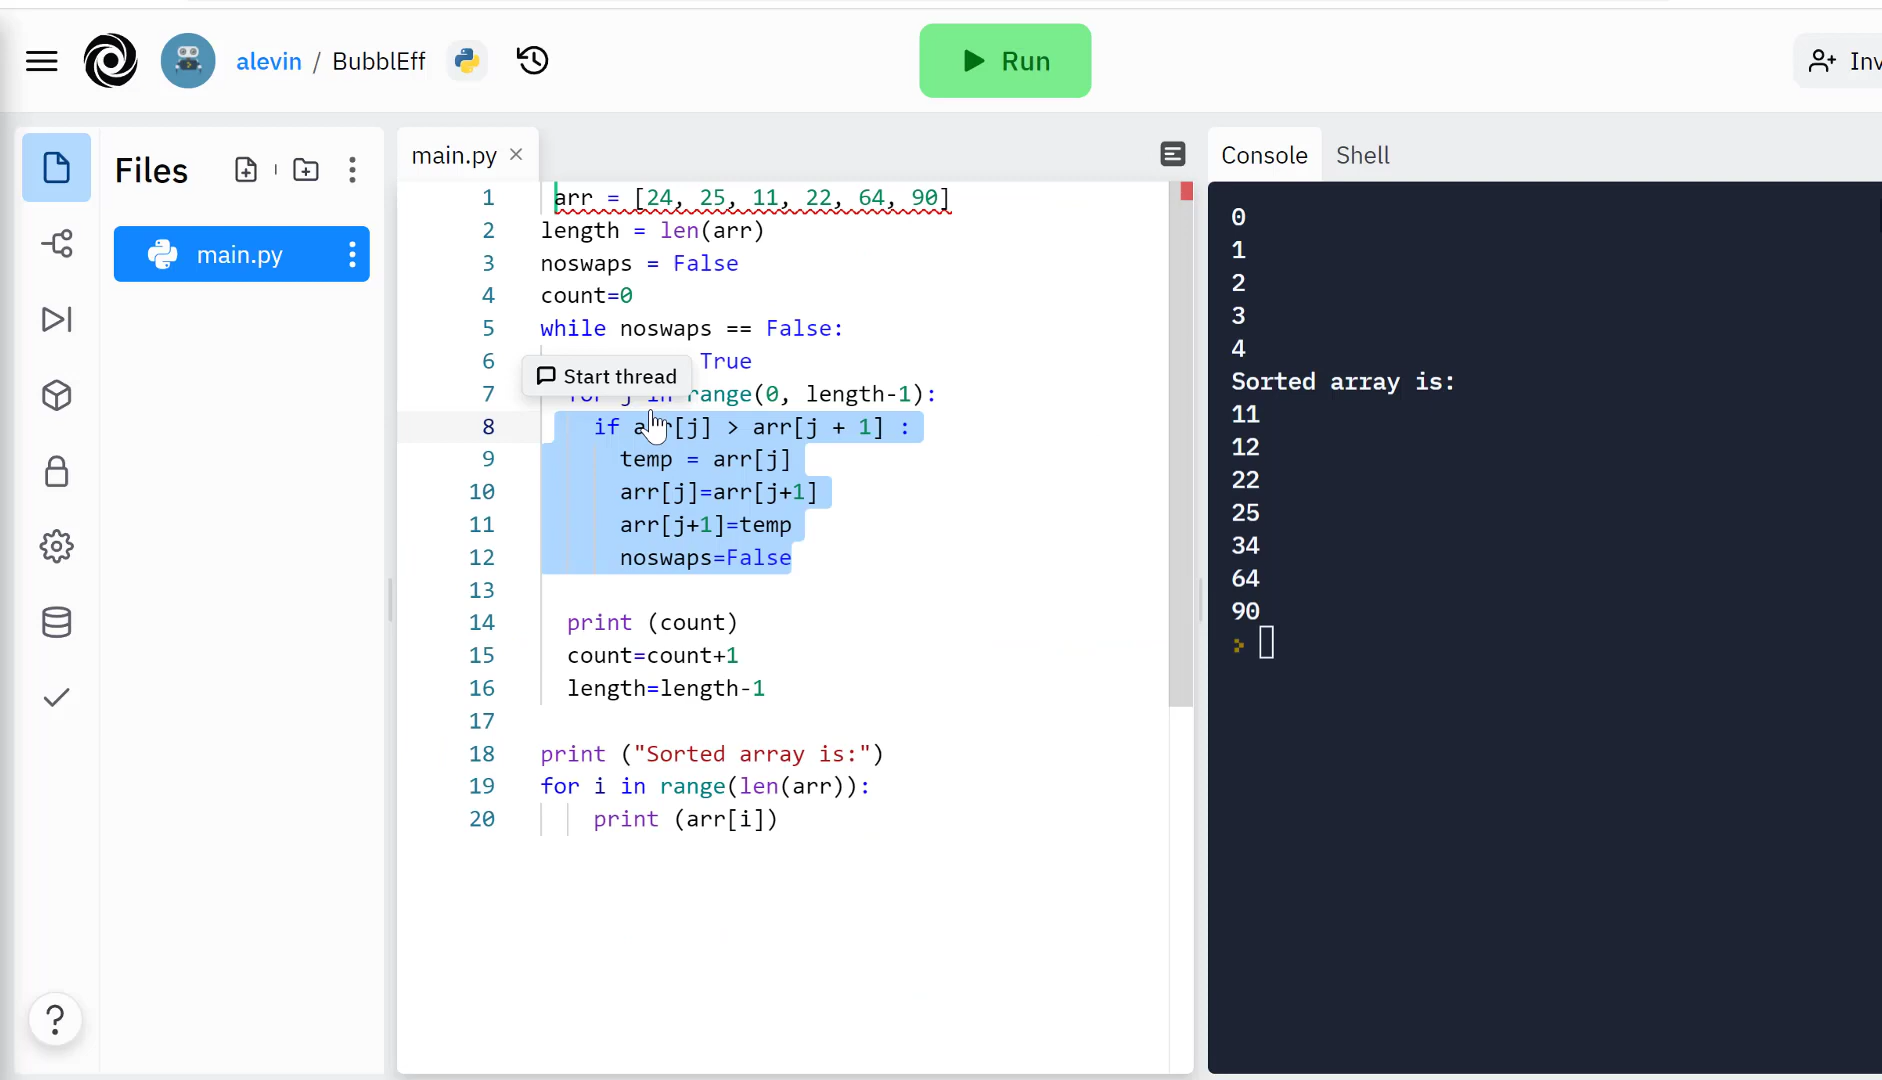 alevin / BubblEff
Run
Inv
Files
main.py
main.py
Console Shell
1 arr = [24, 25, 11, 22, 64, 90]
2 length = len(arr)
3 noswaps = False
4 count=0
5 while noswaps == False:
6 True
Start thread
7 for j in range(0, length-1):
8 if arr[j] > arr[j + 1] :
9 temp = arr[j]
10 arr[j]=arr[j+1]
11 arr[j+1]=temp
12 noswaps=False
13
14 print (count)
15 count=count+1
16 length=length-1
17
18 print ("Sorted array is:")
19 for i in range(len(arr)):
20 print (arr[i])
0
1
2
3
4
Sorted array is:
11
12
22
25
34
64
90
?